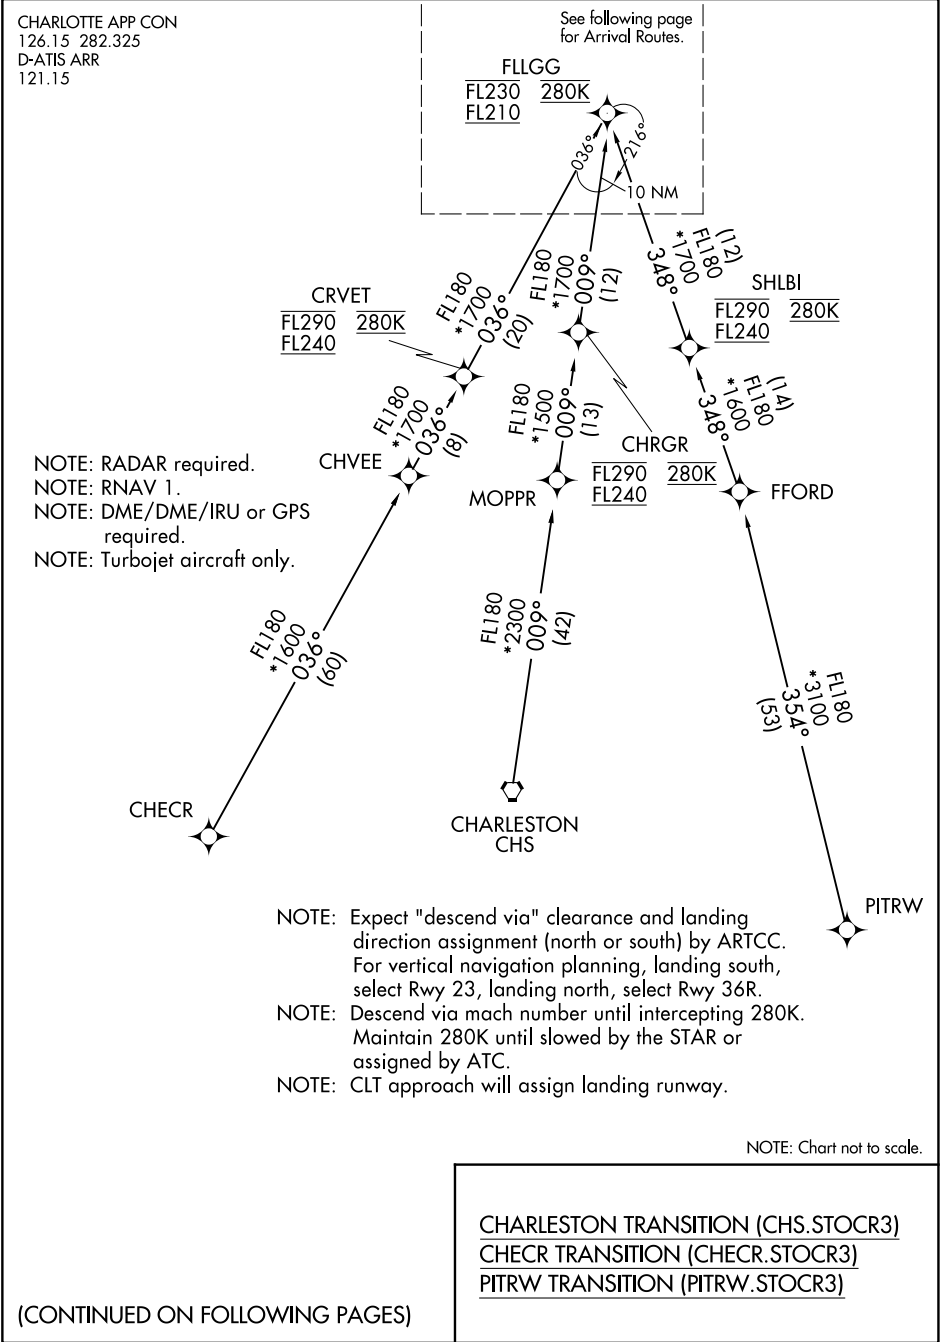 CHARLOTTE APP CON
126.15 282.325
D-ATIS ARR
121.15
See following page
for Arrival Routes.
FLLGG
FL230 280K
FL210
036°
216°
10 NM
FL180
*1700
036°
(20)
FL180
*1700
009°
(12)
(12)
FL180
*1700
348°
CRVET
FL290 280K
FL240
SHLBI
FL290 280K
FL240
FL180
*1700
036°
(8)
FL180
*1500
009°
(13)
(14)
FL180
*1600
348°
CHRGR
FL290 280K
FL240
CHVEE
MOPPR
FFORD
NOTE: RADAR required.
NOTE: RNAV 1.
NOTE: DME/DME/IRU or GPS
required.
NOTE: Turbojet aircraft only.
FL180
*1600
036°
(60)
FL180
*2300
009°
(42)
FL180
*3100
354°
(53)
CHECR
CHARLESTON
CHS
PITRW
NOTE: Expect "descend via" clearance and landing
direction assignment (north or south) by ARTCC.
For vertical navigation planning, landing south,
select Rwy 23, landing north, select Rwy 36R.
NOTE: Descend via mach number until intercepting 280K.
Maintain 280K until slowed by the STAR or
assigned by ATC.
NOTE: CLT approach will assign landing runway.
NOTE: Chart not to scale.
CHARLESTON TRANSITION (CHS.STOCR3)
CHECR TRANSITION (CHECR.STOCR3)
PITRW TRANSITION (PITRW.STOCR3)
(CONTINUED ON FOLLOWING PAGES)